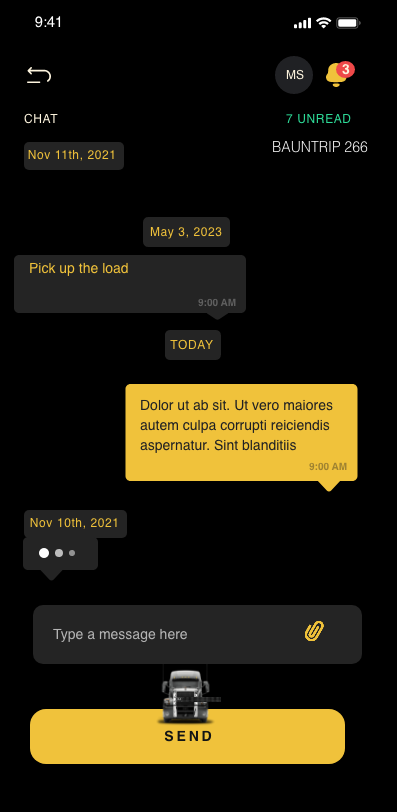 9:41
MS
3
CHAT
7 UNREAD
Nov 11th, 2021
BAUNTRIP 266
May 3, 2023
Pick up the load
9:00 AM
TODAY
Dolor ut ab sit. Ut vero maiores
autem culpa corrupti reiciendis
aspernatur. Sint blanditiis
9:00 AM
Nov 10th, 2021
Type a message here
SEND